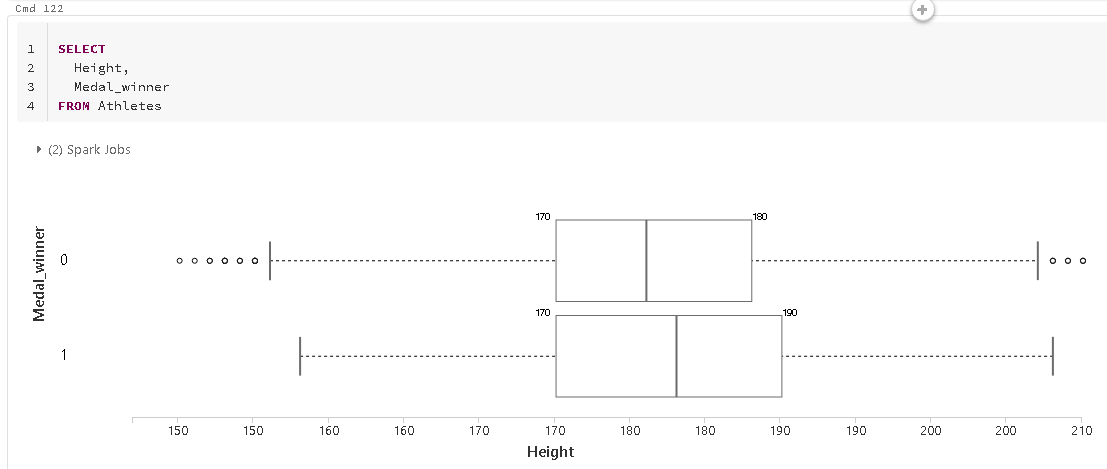 Cmd 122
1 SELECT
2 Height,
3 Medal_winner
4 FROM Athletes
(2) Spark Jobs
170 180
0
170 190
1
Medal_winner
150 150 160 160 170 170 180 180 190 190 200 200 210
Height